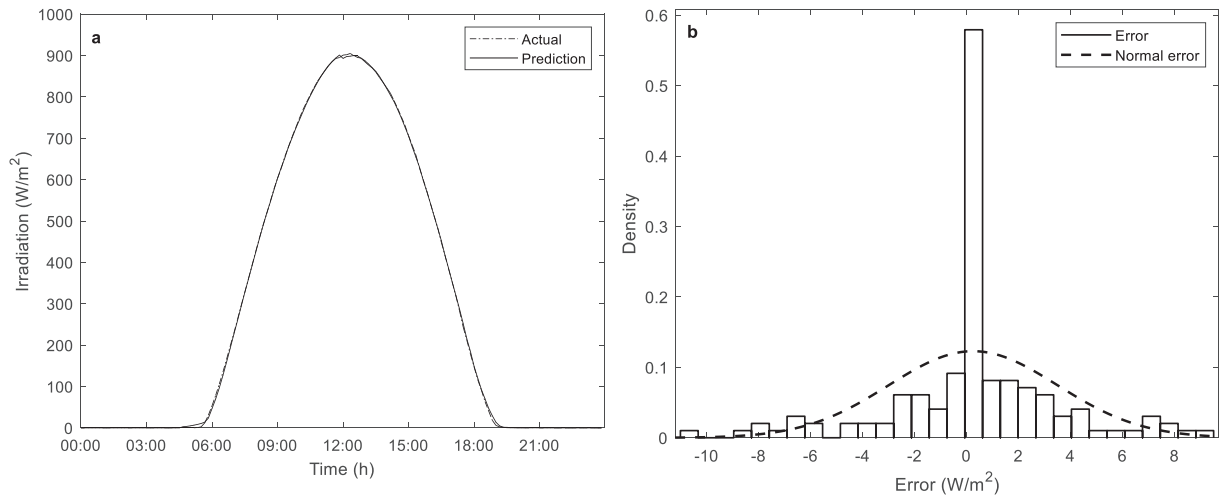 a
Actual
Prediction
1000
900
800
700
600
500
400
300
200
100
0
Irradiation (W/m²)
00:00 03:00 06:00 09:00 12:00 15:00 18:00 21:00
Time (h)
b
Error
Normal error
0.6
0.5
0.4
0.3
0.2
0.1
0
Density
-10 -8 -6 -4 -2 0 2 4 6 8
Error (W/m²)